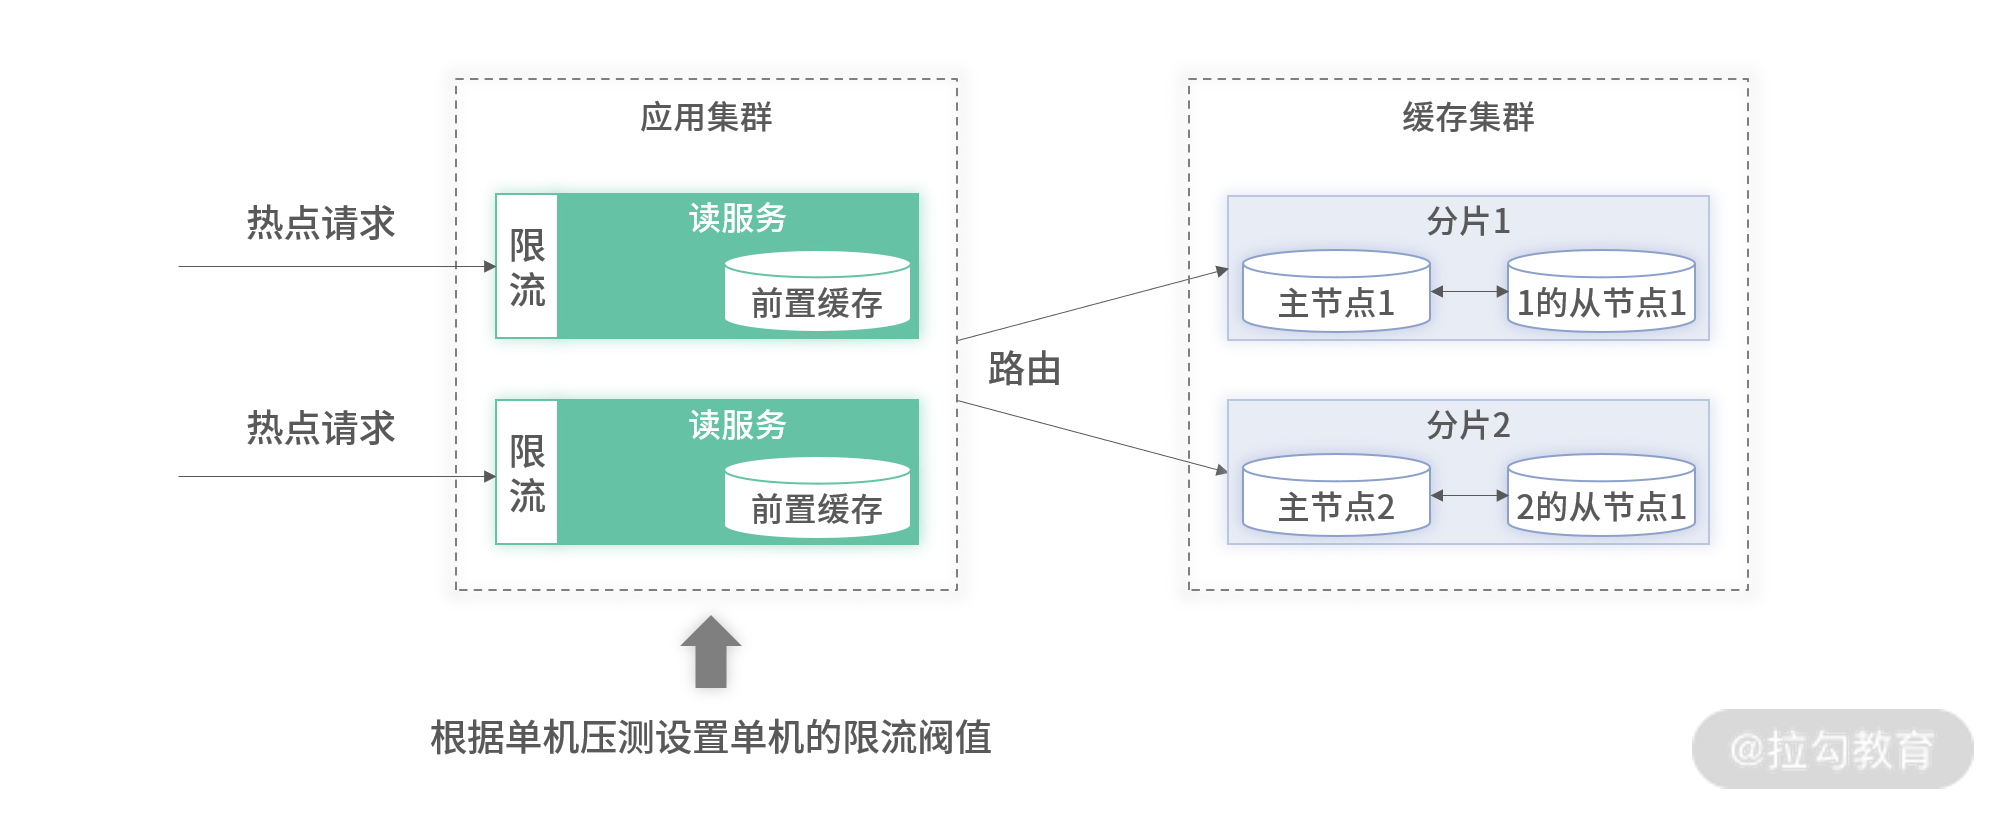 应用集群
缓存集群
热点请求
限流
读服务
前置缓存
热点请求
限流
读服务
前置缓存
路由
分片1
主节点1
1的从节点1
分片2
主节点2
2的从节点1
根据单机压测设置单机的限流阀值
@拉勾教育